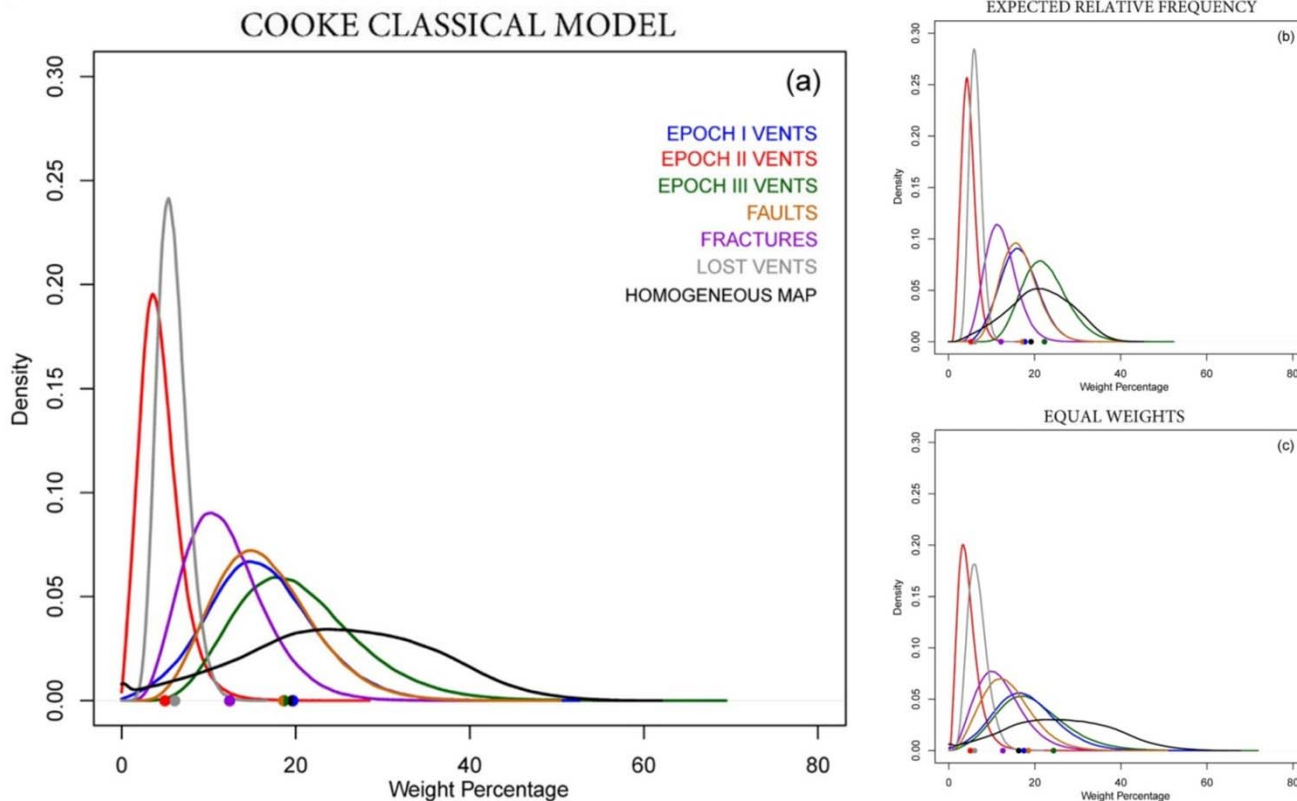 COOKE CLASSICAL MODEL
(a)
0.30
0.25
0.20
0.15
0.10
0.05
0.00
Density
EPOCH I VENTS
EPOCH II VENTS
EPOCH III VENTS
FAULTS
FRACTURES
LOST VENTS
HOMOGENEOUS MAP
0 20 40 60 80
Weight Percentage
EXPECTED RELATIVE FREQUENCY
(b)
0.30
0.25
0.20
0.15
0.10
0.05
0.00
Density
0 20 40 60 80
Weight Percentage
EQUAL WEIGHTS
(c)
0.30
0.25
0.20
0.15
0.10
0.05
0.00
Density
0 20 40 60 80
Weight Percentage